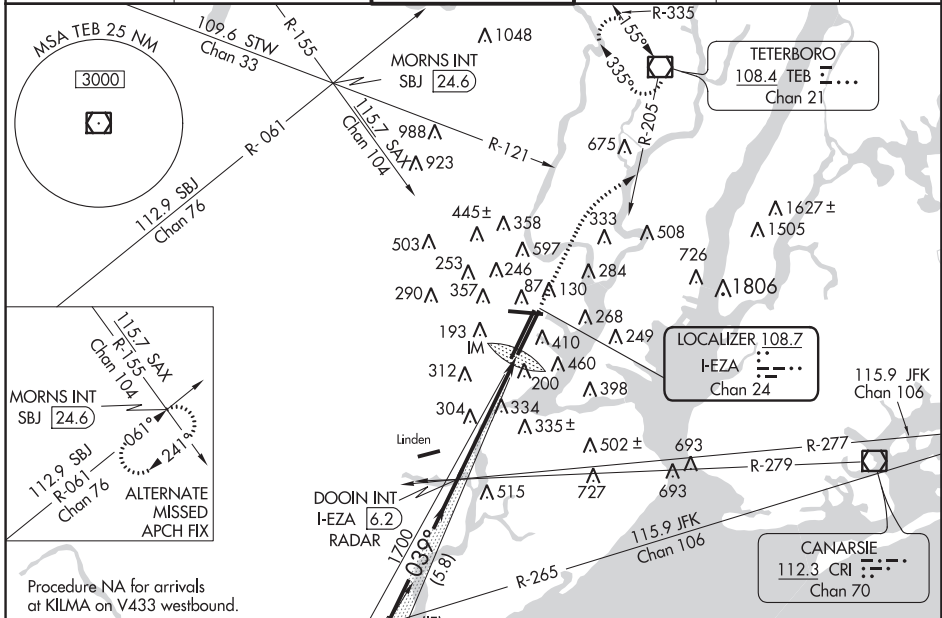 MSA TEB 25 NM
3000
109.6 STW
Chan 33
R-155
1048
MORNS INT
SBJ 24.6
R-335
155°
335°
TETERBORO
108.4 TEB
Chan 21
R-061
112.9 SBJ
Chan 76
115.7 SAX
Chan 104
988
923
R-121
675
R-205
445±
358
503
597
333
508
1627±
1505
726
253
246
284
1806
290
357
87
130
268
193
IM
410
249
LOCALIZER 108.7
I-EZA
Chan 24
312
200
460
398
304
334
335±
115.9 JFK
Chan 106
Linden
502±
693
R-277
R-279
DOOIN INT
I-EZA 6.2
RADAR
515
727
693
1700
039°
(5.8)
115.9 JFK
Chan 106
R-265
CANARSIE
112.3 CRI
Chan 70
115.7 SAX
R-155
Chan 104
MORNS INT
SBJ 24.6
061°
241°
112.9 SBJ
R-061
Chan 76
ALTERNATE
MISSED
APCH FIX
Procedure NA for arrivals
at KILMA on V433 westbound.